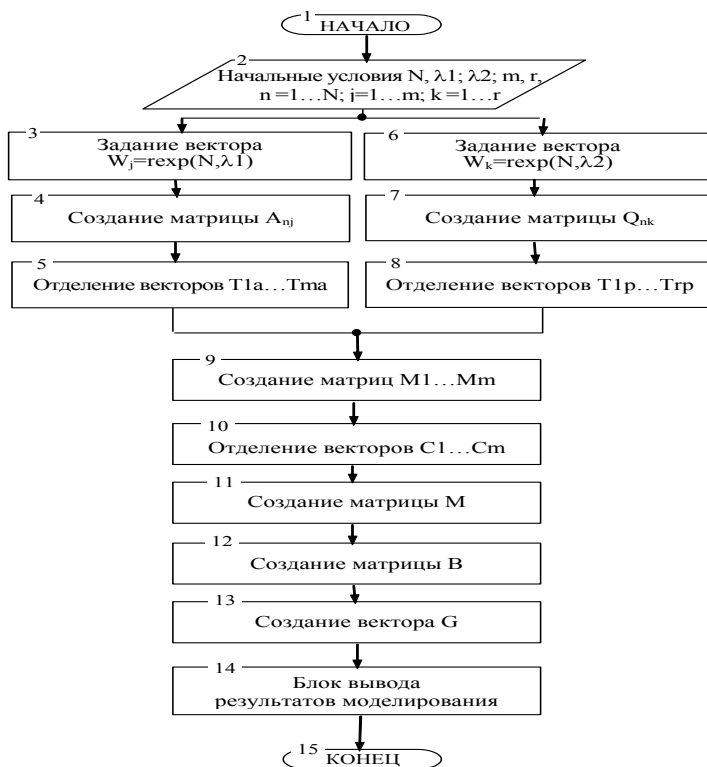 1
НАЧАЛО
2
Начальные условия N, λ1; λ2; m, r,
n =1…N; j=1…m; k =1…r
3
Задание вектора
Wj=rexp(N,λ1)
6
Задание вектора
Wk=rexp(N,λ2)
4
Создание матрицы Anj
7
Создание матрицы Qnk
5
Отделение векторов T1a…Tma
8
Отделение векторов T1p…Trp
9
Создание матриц M1…Mm
10
Отделение векторов C1…Cm
11
Создание матрицы M
12
Создание матрицы B
13
Создание вектора G
14
Блок вывода
результатов моделирования
15
КОНЕЦ